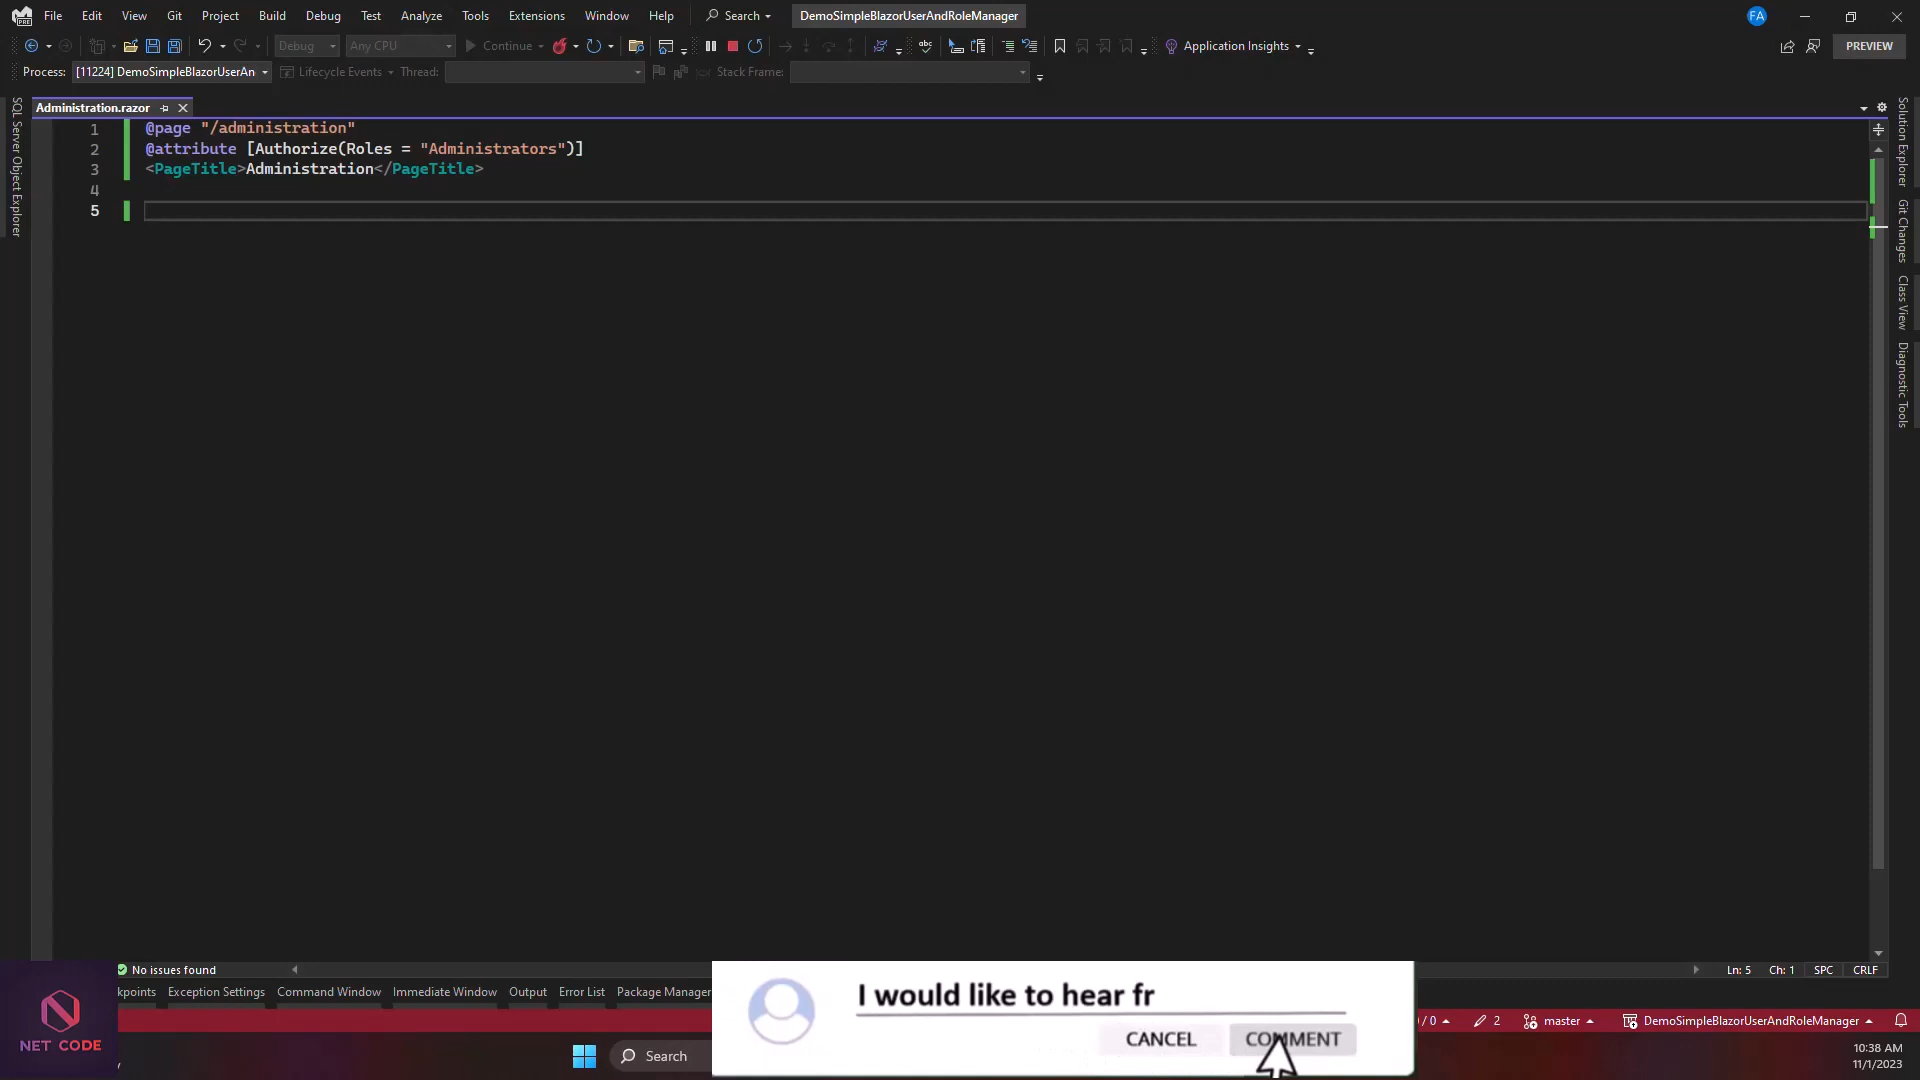 File Edit View Git Project Build Debug Test Analyze Tools Extensions Window Help Search DemoSimpleBlazorUserAndRoleManager FA
Debug Any CPU Continue Application Insights PREVIEW
Process: [11224] DemoSimpleBlazorUserAn Lifecycle Events Thread: Stack Frame:
SQL Server Object Explorer
Administration.razor
1 @page "/administration"
2 @attribute [Authorize(Roles = "Administrators")]
3 <PageTitle>Administration</PageTitle>
4
5
Solution Explorer
Git Changes
Class View
Diagnostic Tools
No issues found Ln: 5 Ch: 1 SPC CRLF
kpoints Exception Settings Command Window Immediate Window Output Error List Package Manager
I would like to hear fr
CANCEL COMMENT
/ 0 2 master DemoSimpleBlazorUserAndRoleManager
NET CODE
Search
10:38 AM
11/1/2023